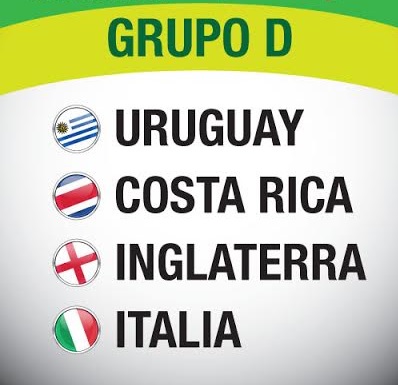 GRUPO D
URUGUAY
COSTA RICA
INGLATERRA
ITALIA